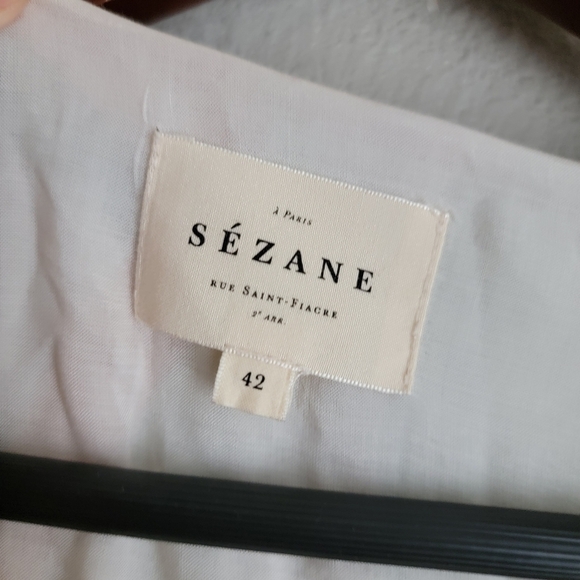 à Paris
SÉZANE
RUE SAINT-FIACRE
2ᵉ ARR.
42